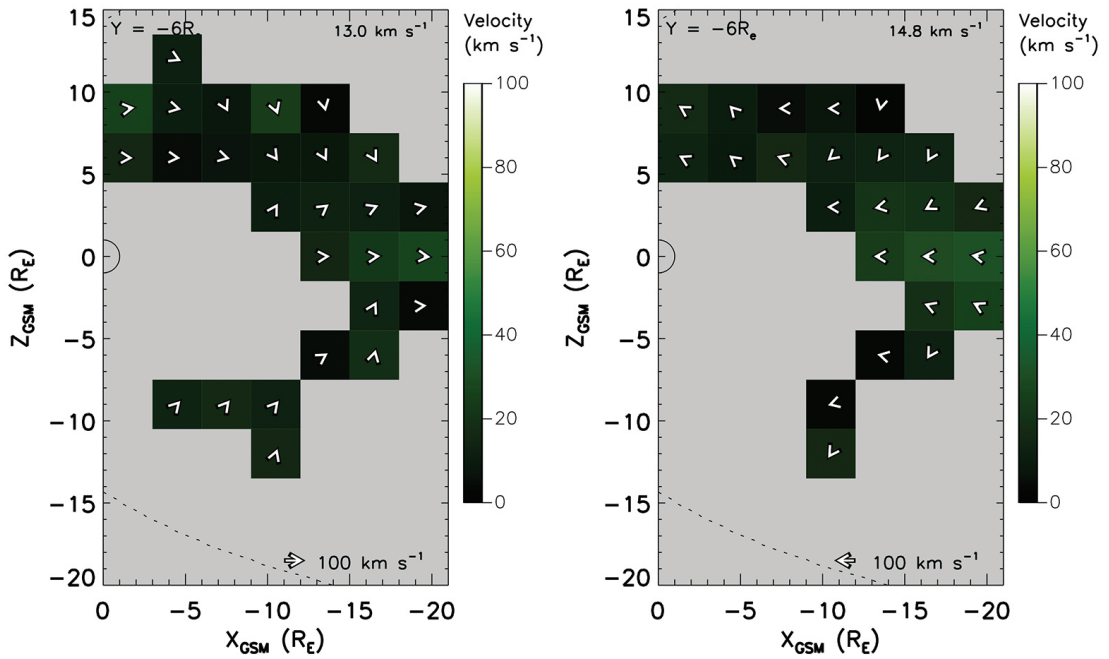 Y = −6R
13.0 km s⁻¹
Velocity
(km s⁻¹)
15
10
5
0
−5
−10
−15
−20
Z_GSM (R_E)
100
80
60
40
20
0
100 km s⁻¹
0 −5 −10 −15 −20
X_GSM (R_E)
Y = −6R_e
14.8 km s⁻¹
Velocity
(km s⁻¹)
15
10
5
0
−5
−10
−15
−20
Z_GSM (R_E)
100
80
60
40
20
0
100 km s⁻¹
0 −5 −10 −15 −20
X_GSM (R_E)